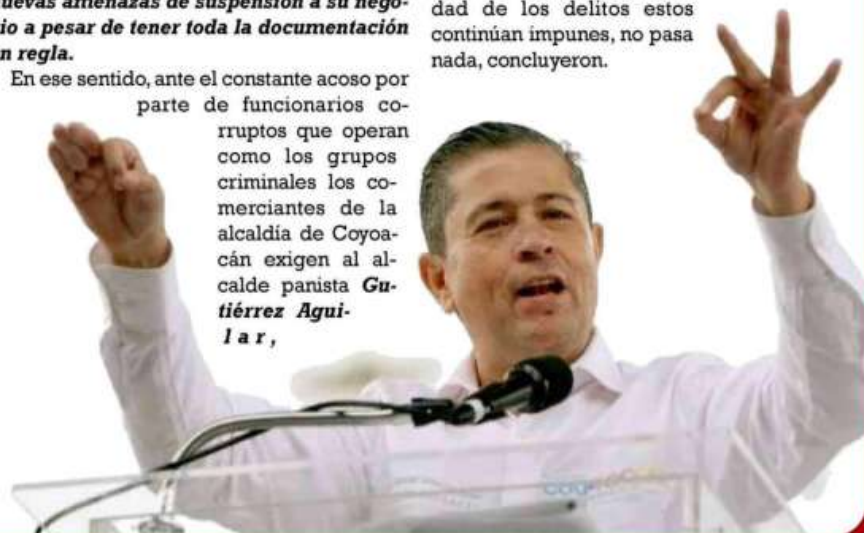 nuevas amenazas de suspensión a su nego-
io a pesar de tener toda la documentación
n regla.
En ese sentido, ante el constante acoso por
parte de funcionarios co-
rruptos que operan
como los grupos
criminales los co-
merciantes de la
alcaldía de Coyoa-
cán exigen al al-
calde panista Gu-
tiérrez Agui-
lar,
dad de los delitos estos
continúan impunes, no pasa
nada, concluyeron.